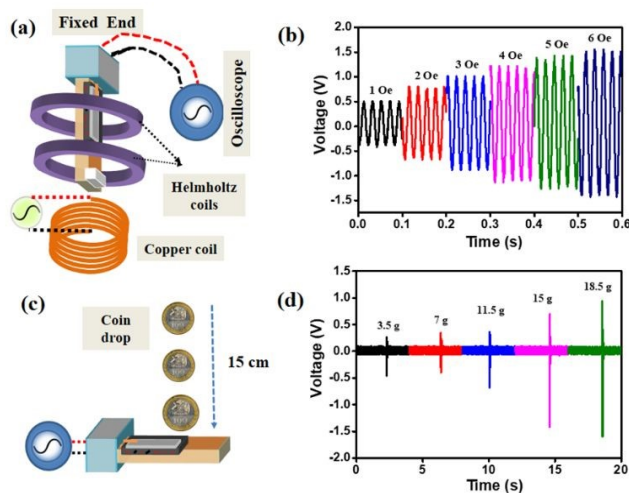 (a)
Fixed End
Oscilloscope
Helmholtz
coils
Copper coil
(b)
Voltage (V)
1.5
1.0
0.5
0.0
-0.5
-1.0
-1.5
1 Oe
2 Oe
3 Oe
4 Oe
5 Oe
6 Oe
0.0 0.1 0.2 0.3 0.4 0.5 0.6
Time (s)
(c)
Coin
drop
15 cm
(d)
Voltage (V)
1.5
1.0
0.5
0.0
-0.5
-1.0
-1.5
-2.0
3.5 g
7 g
11.5 g
15 g
18.5 g
0 5 10 15 20
Time (s)